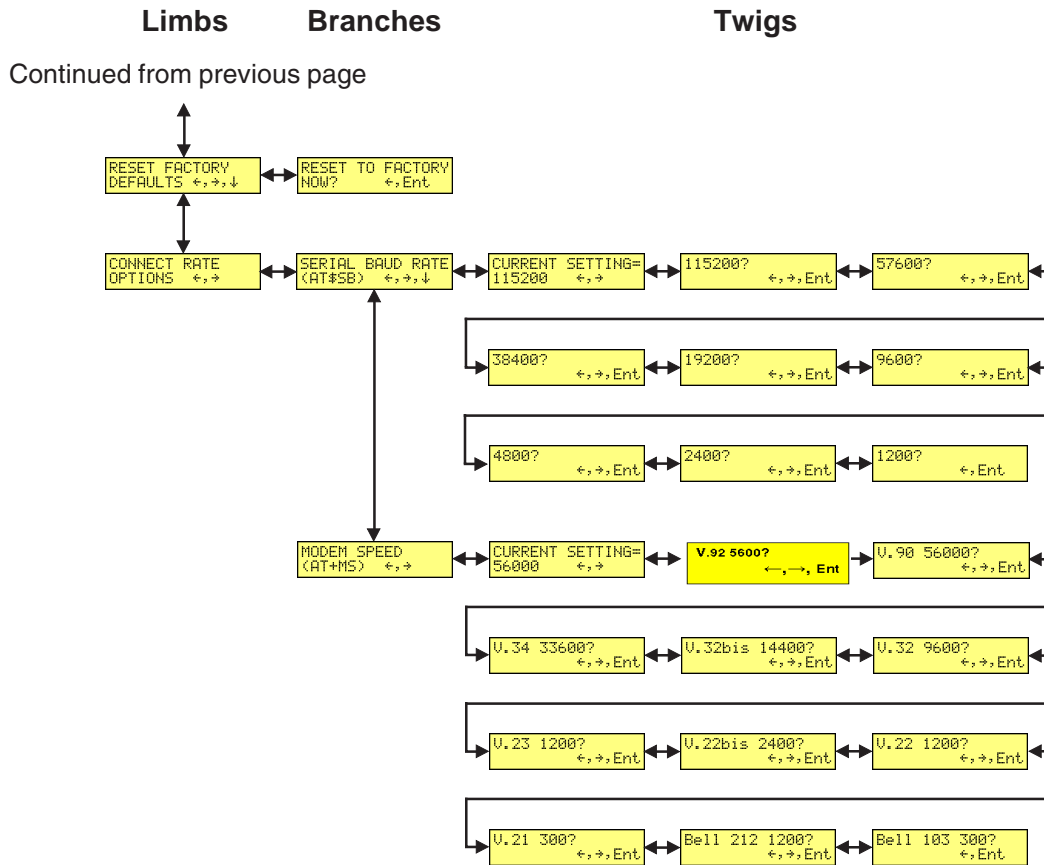 Limbs Branches Twigs
Continued from previous page
RESET FACTORY
DEFAULTS ←,→,↓
RESET TO FACTORY
NOW? ←,Ent
CONNECT RATE
OPTIONS ←,→
SERIAL BAUD RATE
(AT$SB) ←,→,↓
CURRENT SETTING=
115200 ←,→
115200?
←,→,Ent
57600?
←,→,Ent
38400?
←,→,Ent
19200?
←,→,Ent
9600?
←,→,Ent
4800?
←,→,Ent
2400?
←,→,Ent
1200?
←,Ent
MODEM SPEED
(AT+MS) ←,→
CURRENT SETTING=
56000 ←,→
V.92 5600?
←,→, Ent
V.90 56000?
←,→,Ent
V.34 33600?
←,→,Ent
V.32bis 14400?
←,→,Ent
V.32 9600?
←,→,Ent
V.23 1200?
←,→,Ent
V.22bis 2400?
←,→,Ent
V.22 1200?
←,→,Ent
V.21 300?
←,→,Ent
Bell 212 1200?
←,→,Ent
Bell 103 300?
←,Ent